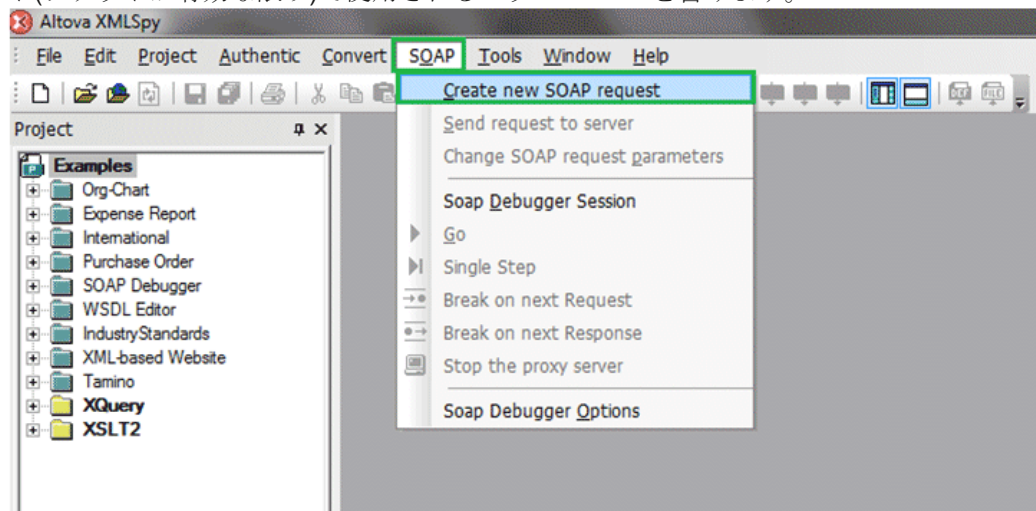 Altova XMLSpy
File Edit Project Authentic Convert SOAP Tools Window Help
Create new SOAP request
Send request to server
Change SOAP request parameters
Soap Debugger Session
Go
Single Step
Break on next Request
Break on next Response
Stop the proxy server
Soap Debugger Options
Project
Examples
Org-Chart
Expense Report
International
Purchase Order
SOAP Debugger
WSDL Editor
IndustryStandards
XML-based Website
Tamino
XQuery
XSLT2